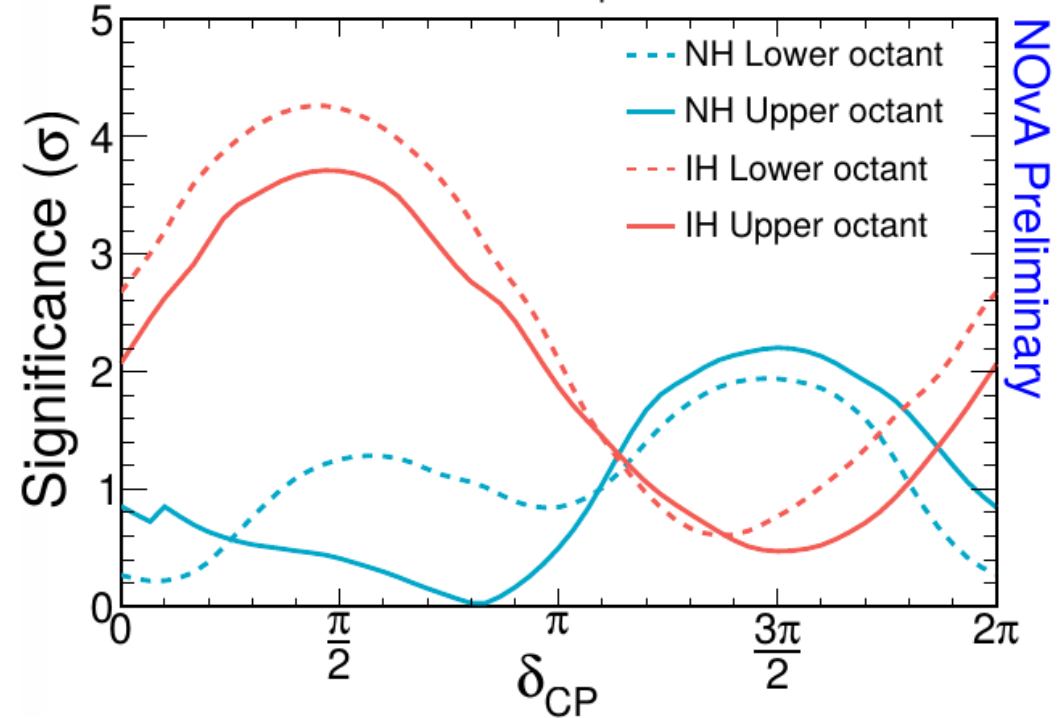 5
4
3
2
1
0
Significance (σ)
NH Lower octant
NH Upper octant
IH Lower octant
IH Upper octant
0
π
2
π
3π
2
2π
δCP
NOvA Preliminary